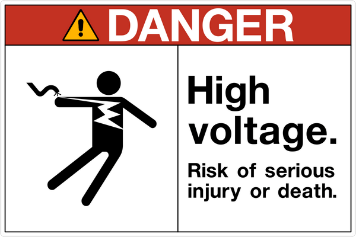 DANGER
High
voltage.
Risk of serious
injury or death.